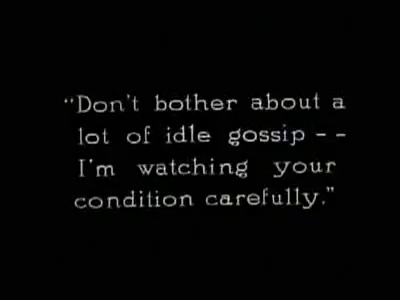 "Don't bother about a
lot of idle gossip - -
I'm watching your
condition carefully."